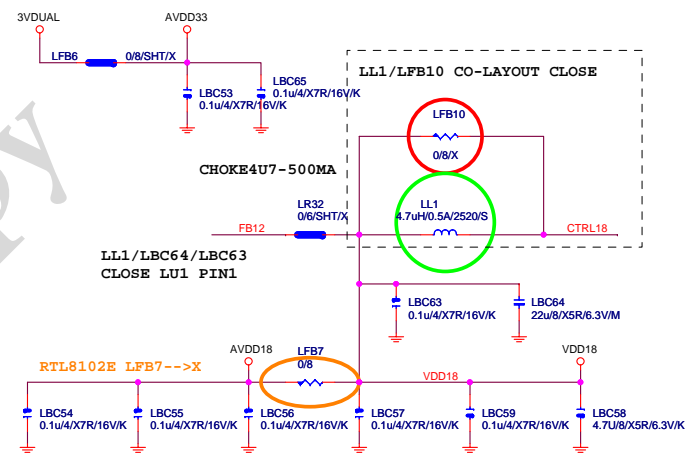 3VDUAL
AVDD33
LFB6
0/8/SHT/X
LBC53
0.1u/4/X7R/16V/K
LBC65
0.1u/4/X7R/16V/K
LL1/LFB10 CO-LAYOUT CLOSE
LFB10
0/8/X
CHOKE4U7-500MA
LR32
0/6/SHT/X
LL1
4.7uH/0.5A/2520/S
FB12
CTRL18
LL1/LBC64/LBC63
CLOSE LU1 PIN1
LBC63
0.1u/4/X7R/16V/K
LBC64
22u/8/X5R/6.3V/M
AVDD18
LFB7
0/8
VDD18
RTL8102E LFB7-->X
VDD18
LBC54
0.1u/4/X7R/16V/K
LBC55
0.1u/4/X7R/16V/K
LBC56
0.1u/4/X7R/16V/K
LBC57
0.1u/4/X7R/16V/K
LBC59
0.1u/4/X7R/16V/K
LBC58
4.7U/8/X5R/6.3V/K